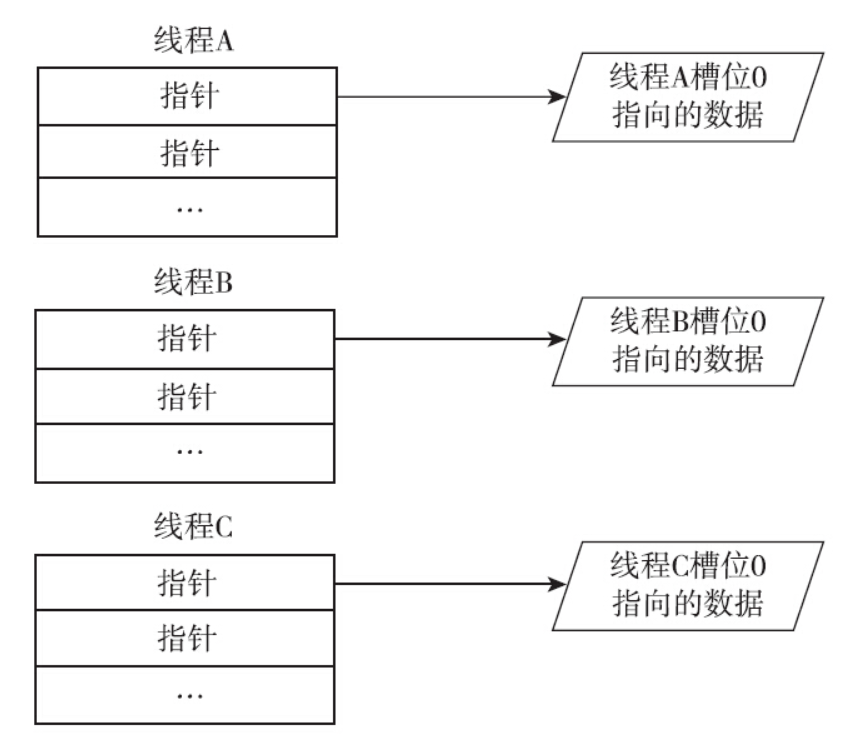 线程A
指针
线程A槽位0
指向的数据
指针
…
线程B
指针
线程B槽位0
指向的数据
指针
…
线程C
指针
线程C槽位0
指向的数据
指针
…